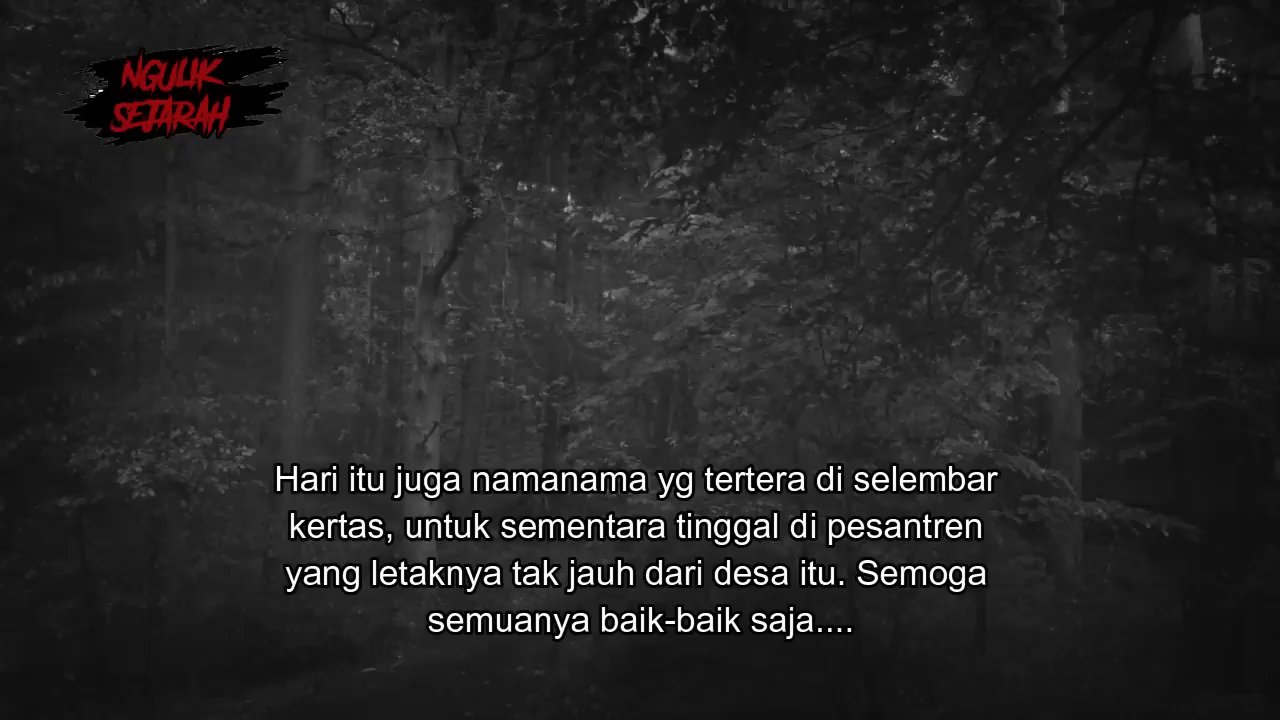 NGULIK
SEJARAH
Hari itu juga namanama yg tertera di selembar
kertas, untuk sementara tinggal di pesantren
yang letaknya tak jauh dari desa itu. Semoga
semuanya baik-baik saja....